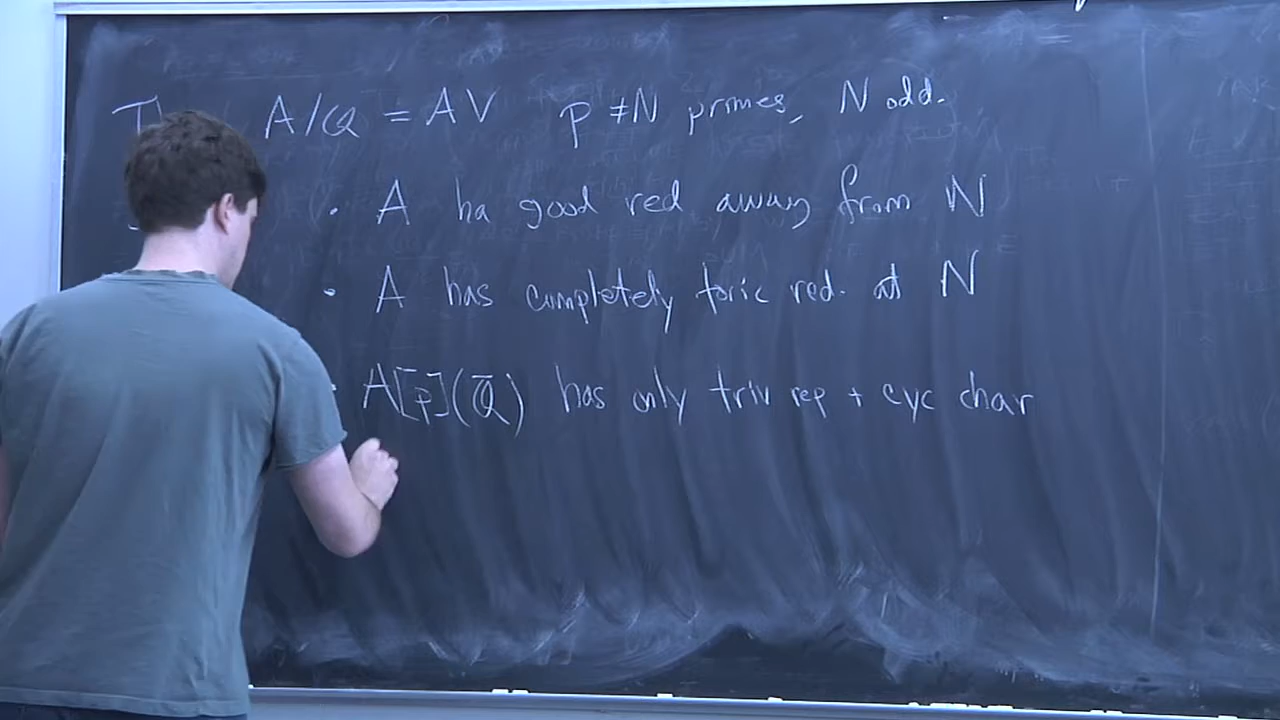 A/Q = AV p ≠ N primes, N odd.
· A ha good red away from N
· A has completely toric red. at N
· A[p](Q̄) has only triv rep + cyc char